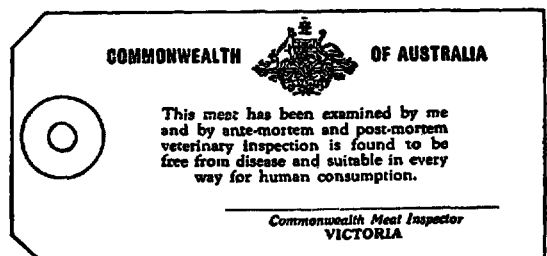 COMMONWEALTH OF AUSTRALIA
This meat has been examined by me
and by ante-mortem and post-mortem
veterinary inspection is found to be
free from disease and suitable in every
way for human consumption.
Commonwealth Meat Inspector
VICTORIA